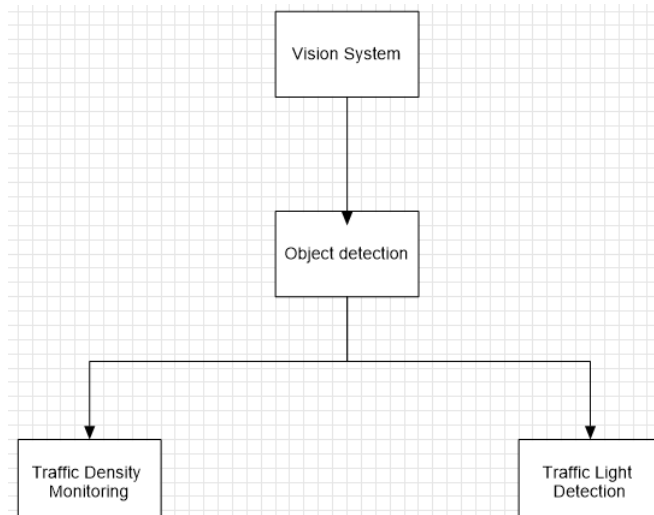 Vision System
Object detection
Traffic Density
Monitoring
Traffic Light
Detection